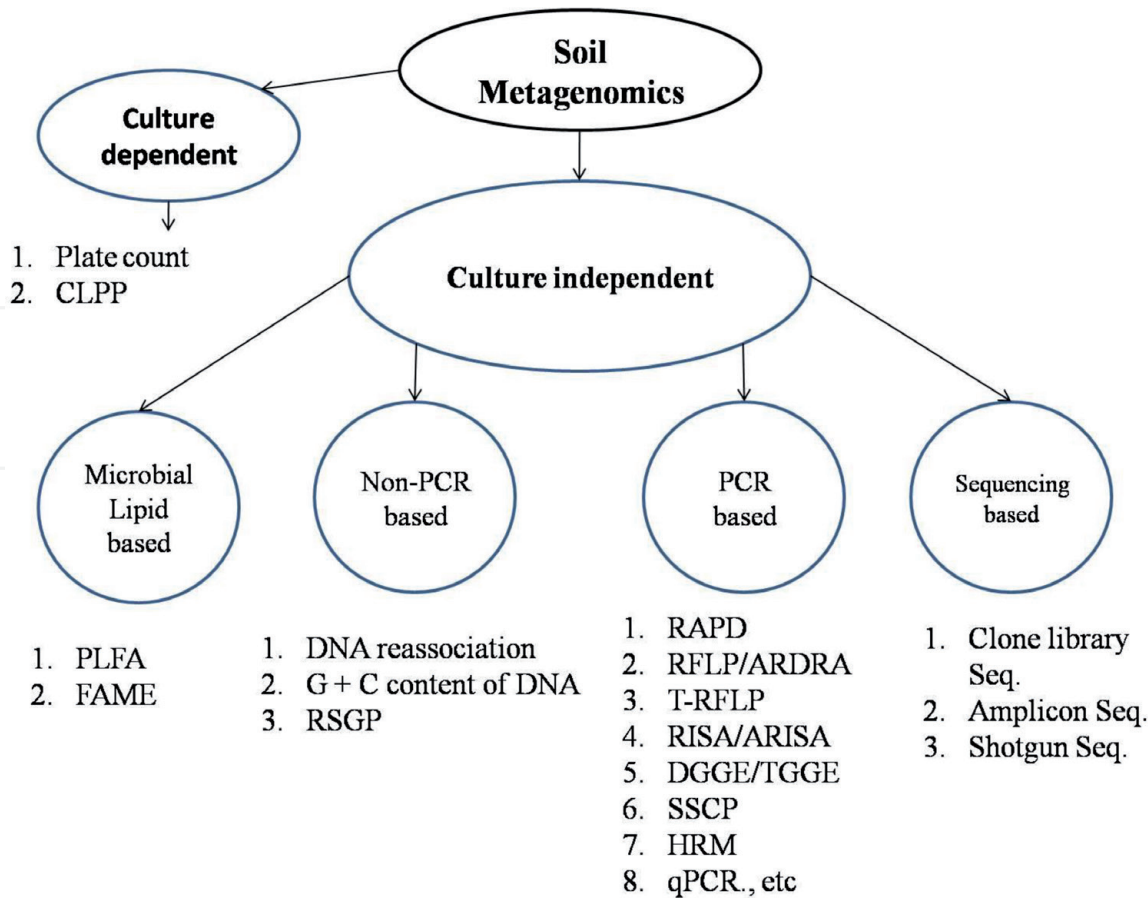 Soil
Metagenomics
Culture
dependent
1. Plate count
2. CLPP
Culture independent
Microbial
Lipid
based
1. PLFA
2. FAME
Non-PCR
based
1. DNA reassociation
2. G + C content of DNA
3. RSGP
PCR
based
1. RAPD
2. RFLP/ARDRA
3. T-RFLP
4. RISA/ARISA
5. DGGE/TGGE
6. SSCP
7. HRM
8. qPCR., etc
Sequencing
based
1. Clone library
Seq.
2. Amplicon Seq.
3. Shotgun Seq.